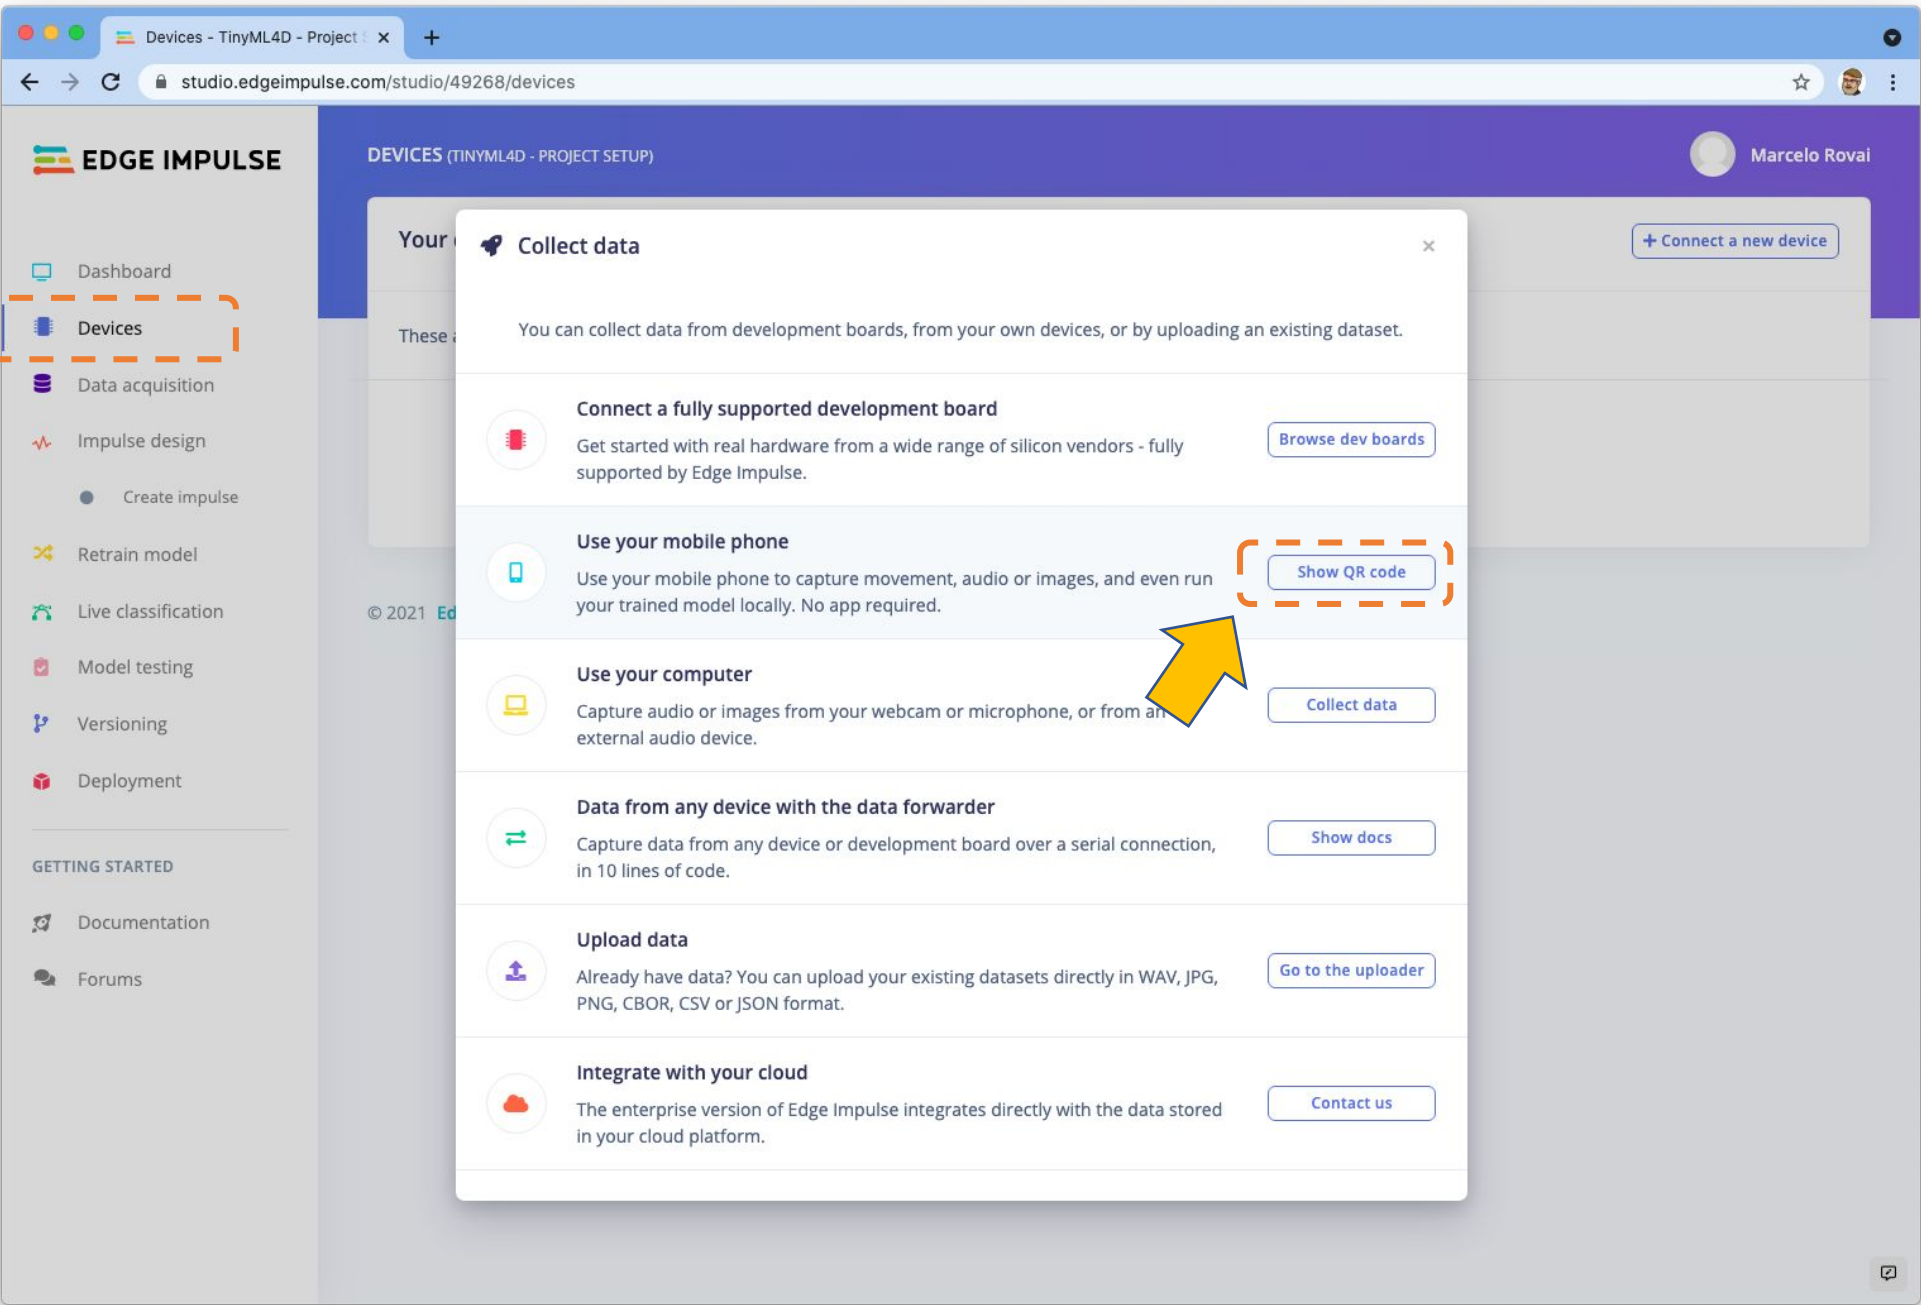 Devices - TinyML4D - Project S
studio.edgeimpulse.com/studio/49268/devices
EDGE IMPULSE
DEVICES (TINYML4D - PROJECT SETUP)
Marcelo Rovai
Dashboard
Devices
Data acquisition
Impulse design
Create impulse
Retrain model
Live classification
Model testing
Versioning
Deployment
GETTING STARTED
Documentation
Forums
Your
+ Connect a new device
These a
© 2021 Ed
Collect data
×
You can collect data from development boards, from your own devices, or by uploading an existing dataset.
Connect a fully supported development board
Get started with real hardware from a wide range of silicon vendors - fully
supported by Edge Impulse.
Browse dev boards
Use your mobile phone
Use your mobile phone to capture movement, audio or images, and even run
your trained model locally. No app required.
Show QR code
Use your computer
Capture audio or images from your webcam or microphone, or from an
external audio device.
Collect data
Data from any device with the data forwarder
Capture data from any device or development board over a serial connection,
in 10 lines of code.
Show docs
Upload data
Already have data? You can upload your existing datasets directly in WAV, JPG,
PNG, CBOR, CSV or JSON format.
Go to the uploader
Integrate with your cloud
The enterprise version of Edge Impulse integrates directly with the data stored
in your cloud platform.
Contact us